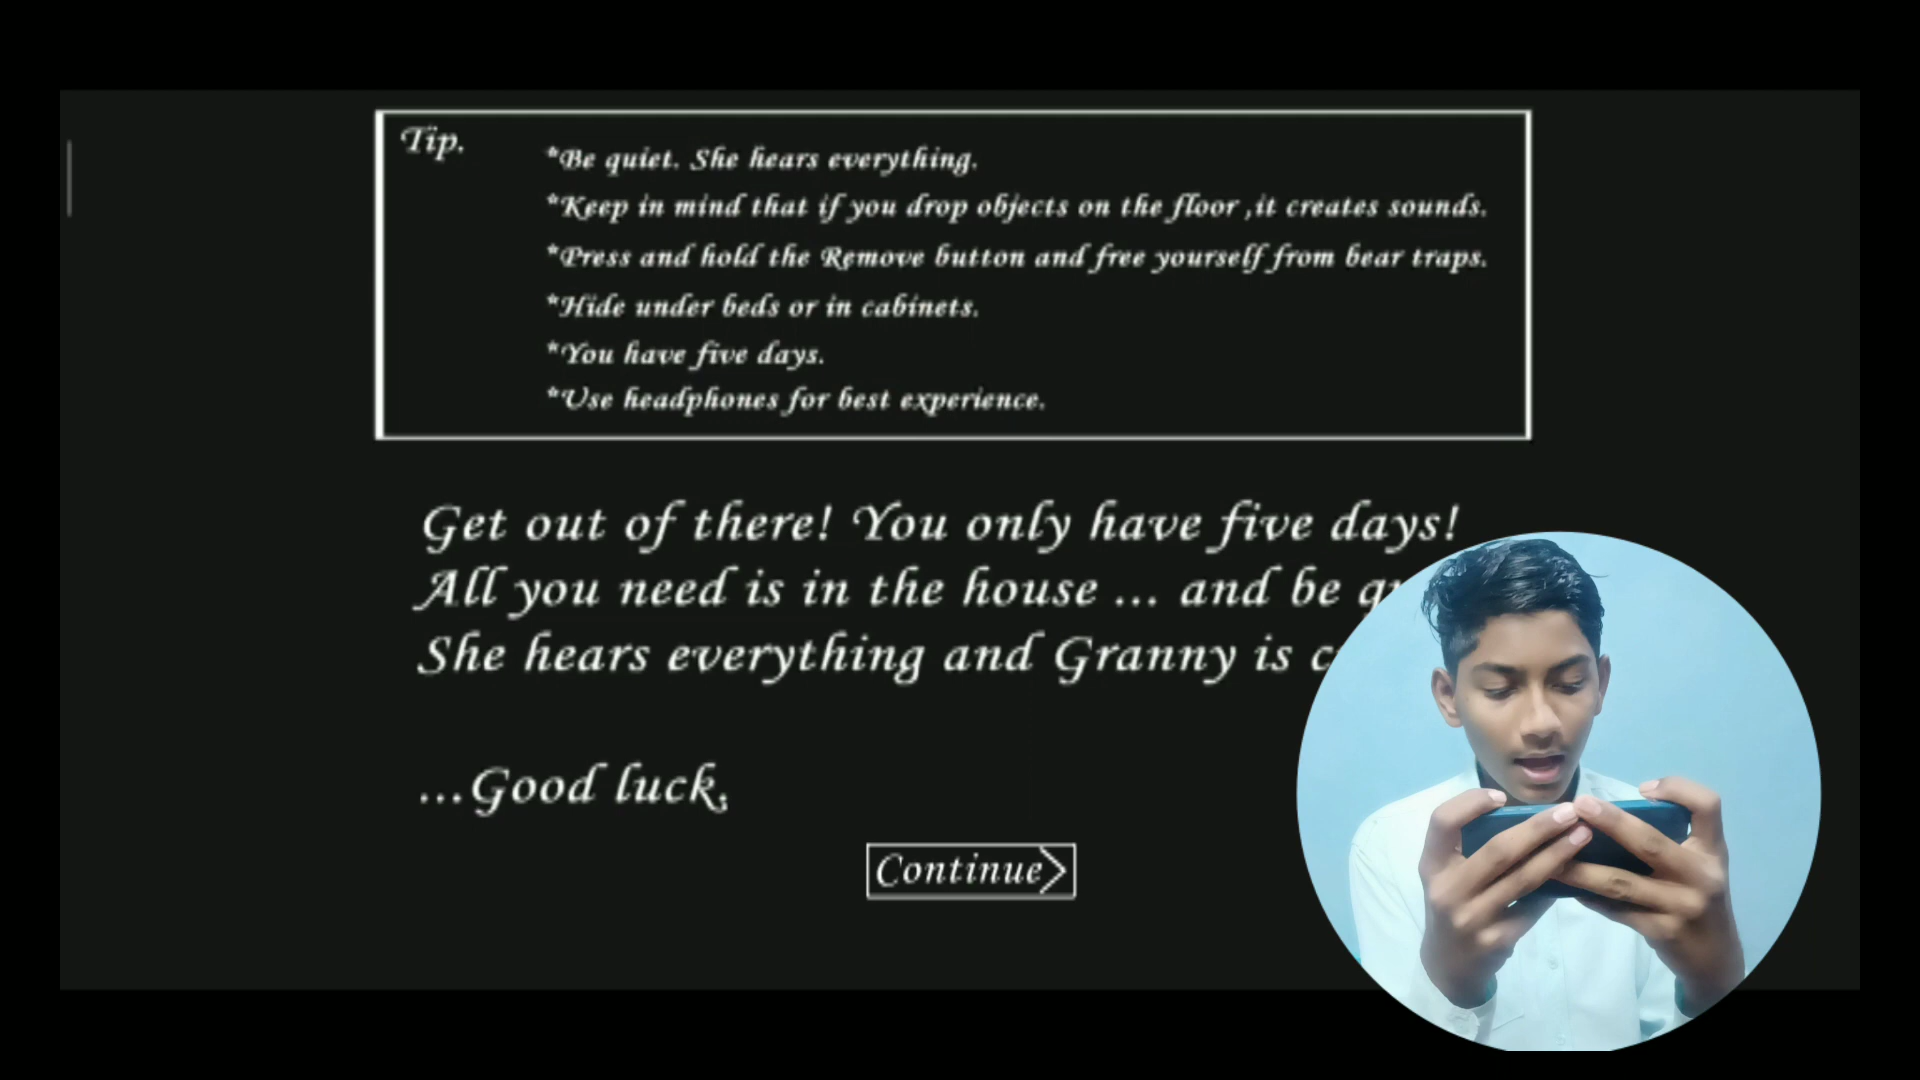 Tip.
*Be quiet. She hears everything.
*Keep in mind that if you drop objects on the floor ,it creates sounds.
*Press and hold the Remove button and free yourself from bear traps.
*Hide under beds or in cabinets.
*You have five days.
*Use headphones for best experience.
Get out of there! You only have five days!
All you need is in the house ... and be
She hears everything and Granny is
...Good luck.
Continue>